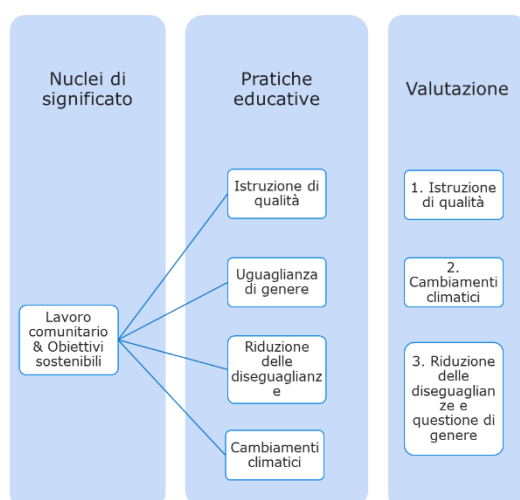 Nuclei di
significato
Pratiche
educative
Valutazione
Lavoro
comunitario
& Obiettivi
sostenibili
Istruzione di
qualità
Uguaglianza
di genere
Riduzione
delle
diseguaglianz
e
Cambiamenti
climatici
1. Istruzione
di qualità
2.
Cambiamenti
climatici
3. Riduzione
delle
diseguaglian
ze e
questione di
genere